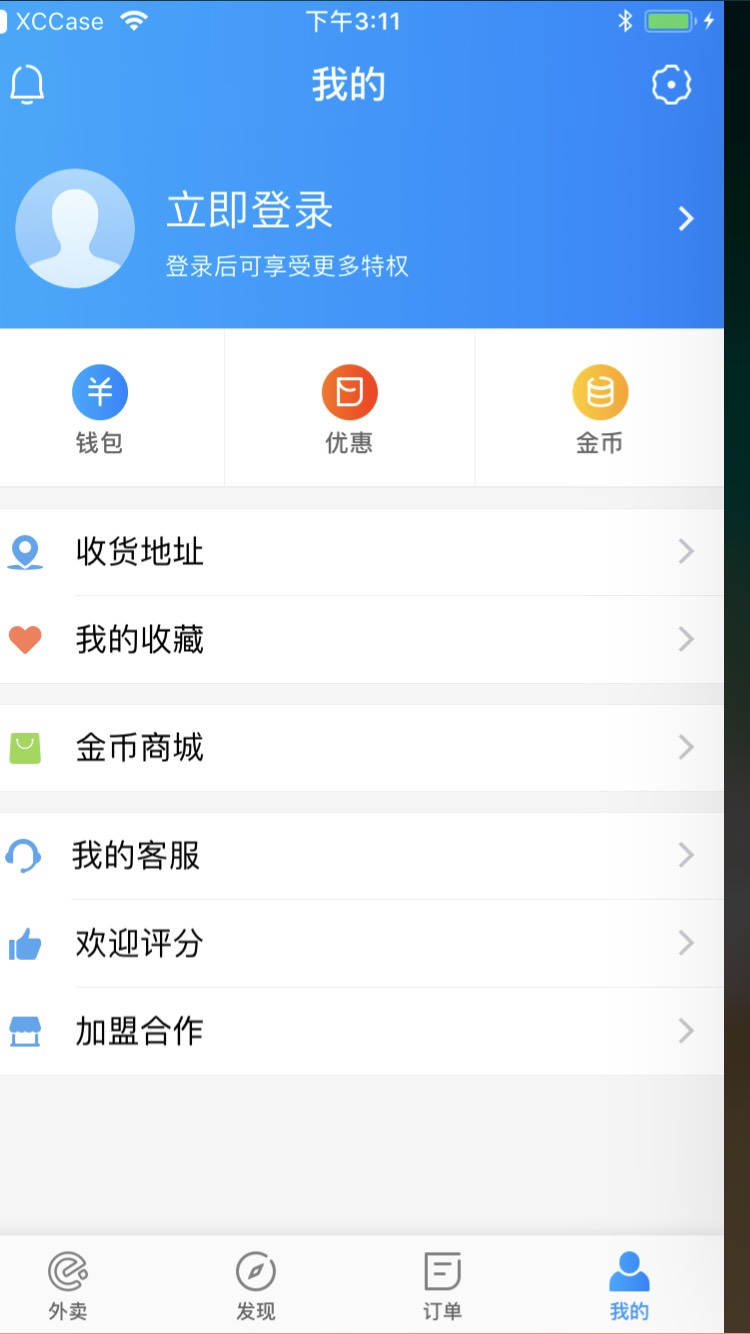 XCCase
下午3:11
我的
立即登录
登录后可享受更多特权
钱包
优惠
金币
收货地址
我的收藏
金币商城
我的客服
欢迎评分
加盟合作
外卖
发现
订单
我的